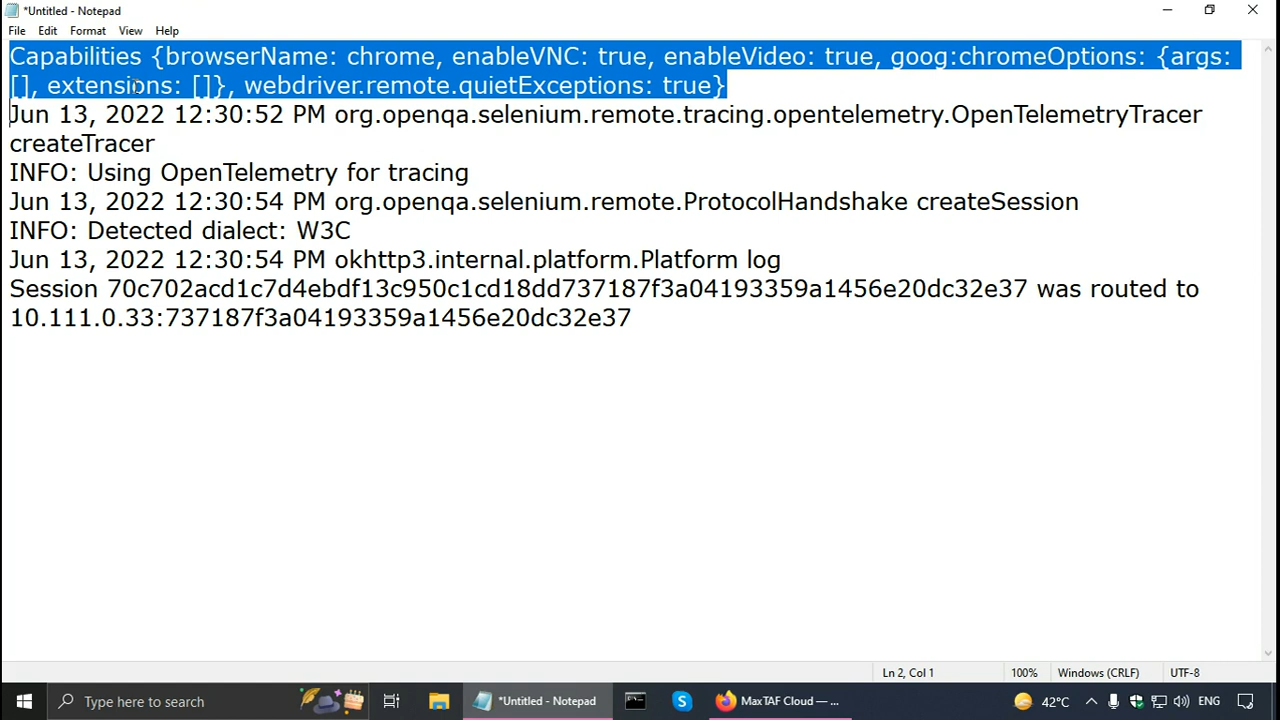 *Untitled - Notepad
File Edit Format View Help
Capabilities {browserName: chrome, enableVNC: true, enableVideo: true, goog:chromeOptions: {args:
[], extensions: []}, webdriver.remote.quietExceptions: true}
Jun 13, 2022 12:30:52 PM org.openqa.selenium.remote.tracing.opentelemetry.OpenTelemetryTracer
createTracer
INFO: Using OpenTelemetry for tracing
Jun 13, 2022 12:30:54 PM org.openqa.selenium.remote.ProtocolHandshake createSession
INFO: Detected dialect: W3C
Jun 13, 2022 12:30:54 PM okhttp3.internal.platform.Platform log
Session 70c702acd1c7d4ebdf13c950c1cd18dd737187f3a04193359a1456e20dc32e37 was routed to
10.111.0.33:737187f3a04193359a1456e20dc32e37
Ln 2, Col 1 100% Windows (CRLF) UTF-8
Type here to search *Untitled - Notepad MaxTAF Cloud — ... 42°C ENG